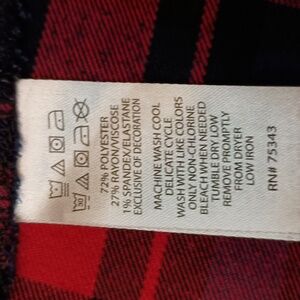 72% POLYESTER
27% RAYON/VISCOSE
1% SPANDEX/ELASTANE
EXCLUSIVE OF DECORATION
MACHINE WASH COOL
DELICATE CYCLE
WASH WITH LIKE COLORS
ONLY NON-CHLORINE
BLEACH WHEN NEEDED
TUMBLE DRY LOW
REMOVE PROMPTLY
FROM DRYER
LOW IRON
RN# 75343